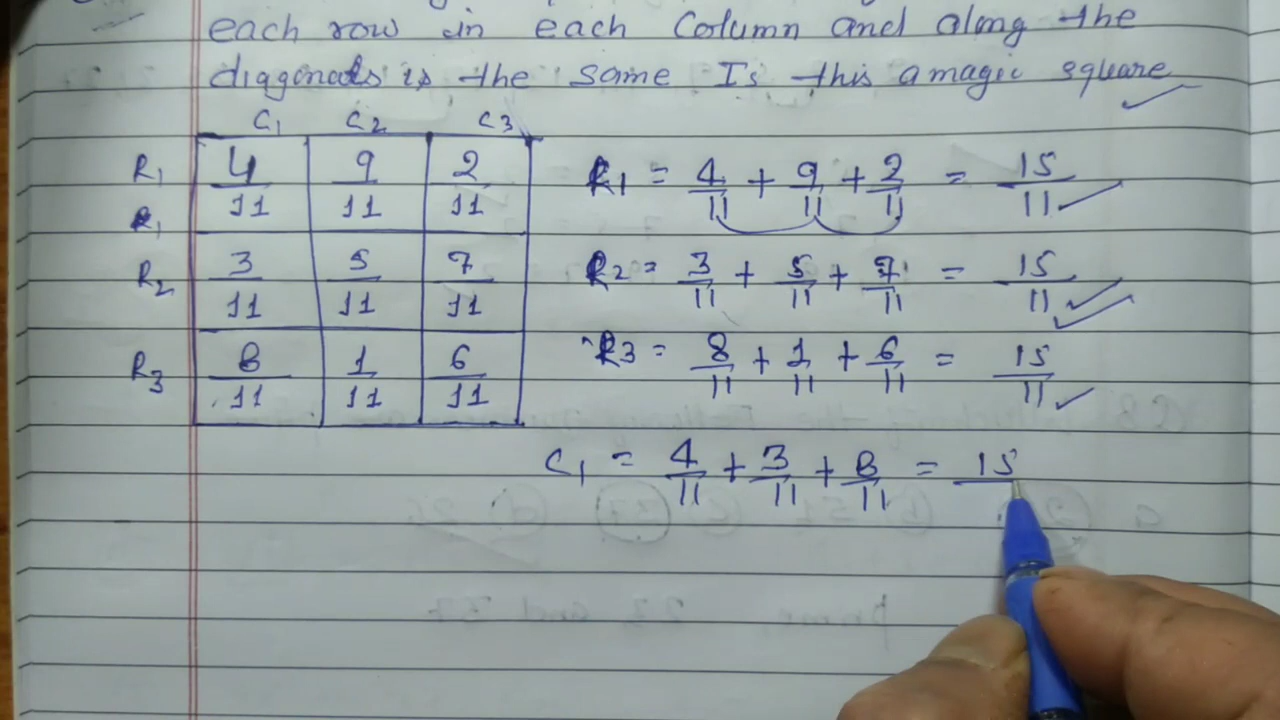 each row in each Column and along the
diagonals is the same Is this a magic square
C1 C2 C3
R1 4/11 9/11 2/11 R1 = 4/11 + 9/11 + 2/11 = 15/11
R1
R2 3/11 5/11 7/11 R2 = 3/11 + 5/11 + 7/11 = 15/11
R3 8/11 1/11 6/11 R3 = 8/11 + 1/11 + 6/11 = 15/11
C1 = 4/11 + 3/11 + 8/11 = 15